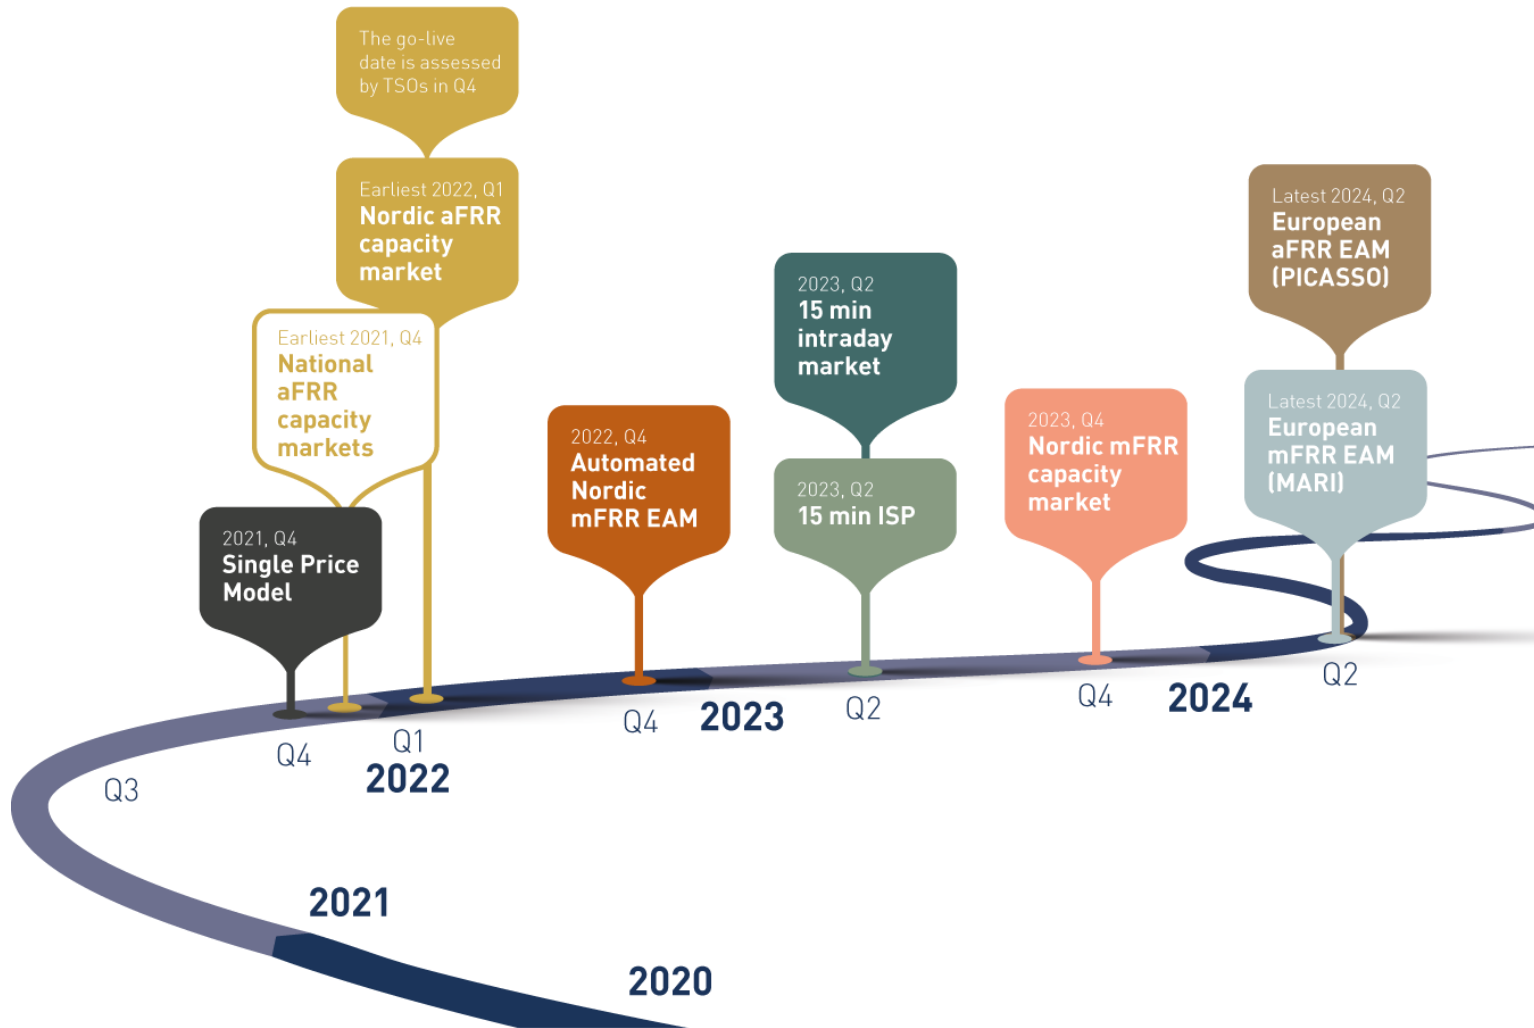 The go-live
date is assessed
by TSOs in Q4
Earliest 2022, Q1
Nordic aFRR
capacity
market
Earliest 2021, Q4
National
aFRR
capacity
markets
2021, Q4
Single Price
Model
2022, Q4
Automated
Nordic
mFRR EAM
2023, Q2
15 min
intraday
market
2023, Q2
15 min ISP
2023, Q4
Nordic mFRR
capacity
market
Latest 2024, Q2
European
aFRR EAM
(PICASSO)
Latest 2024, Q2
European
mFRR EAM
(MARI)
Q3
Q4
Q1
2022
Q4
2023
Q2
Q4
2024
Q2
2021
2020